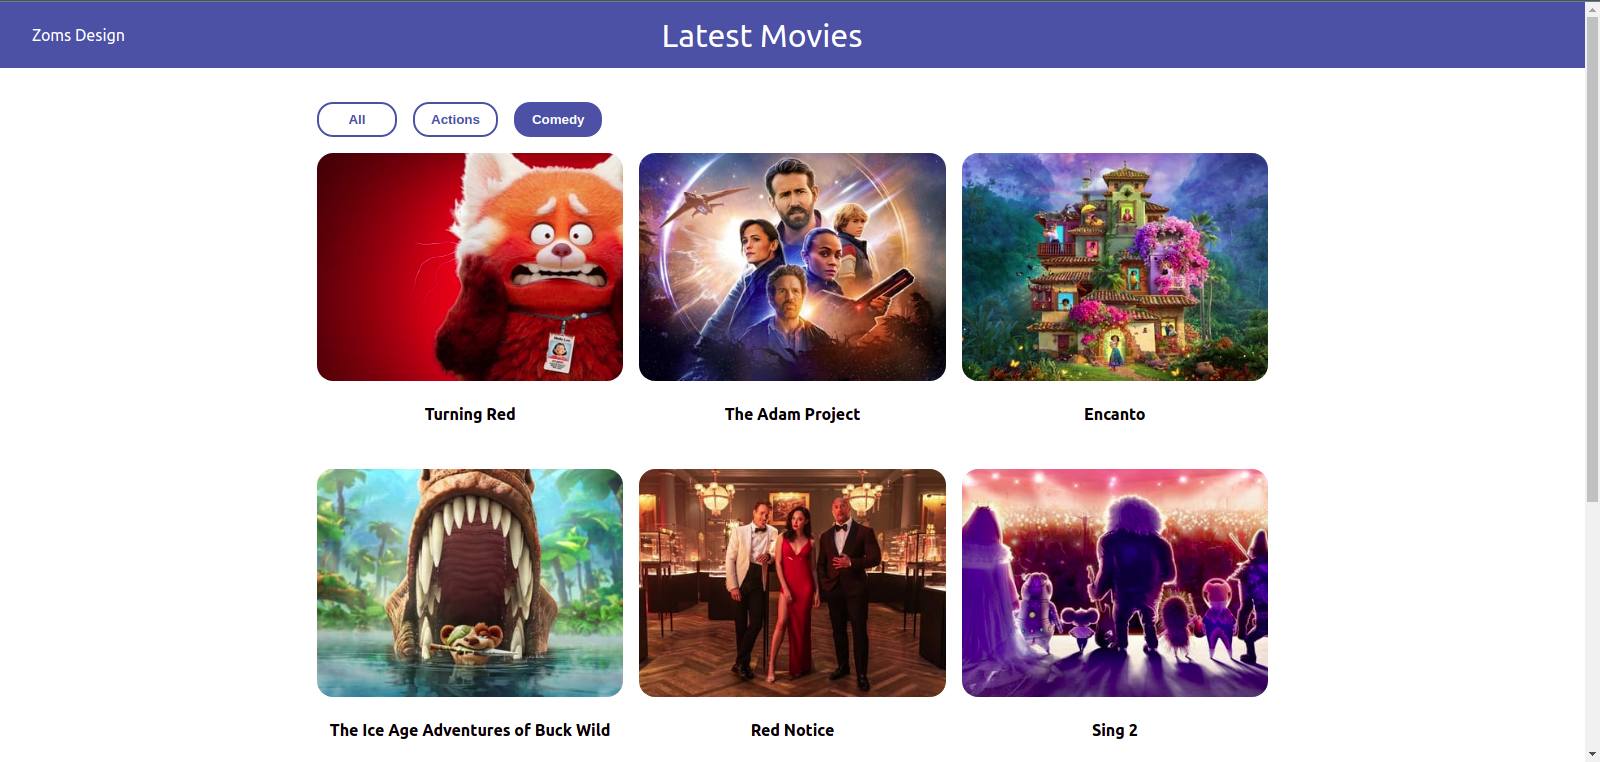 Zoms Design
Latest Movies
All
Actions
Comedy
Turning Red
The Adam Project
Encanto
The Ice Age Adventures of Buck Wild
Red Notice
Sing 2